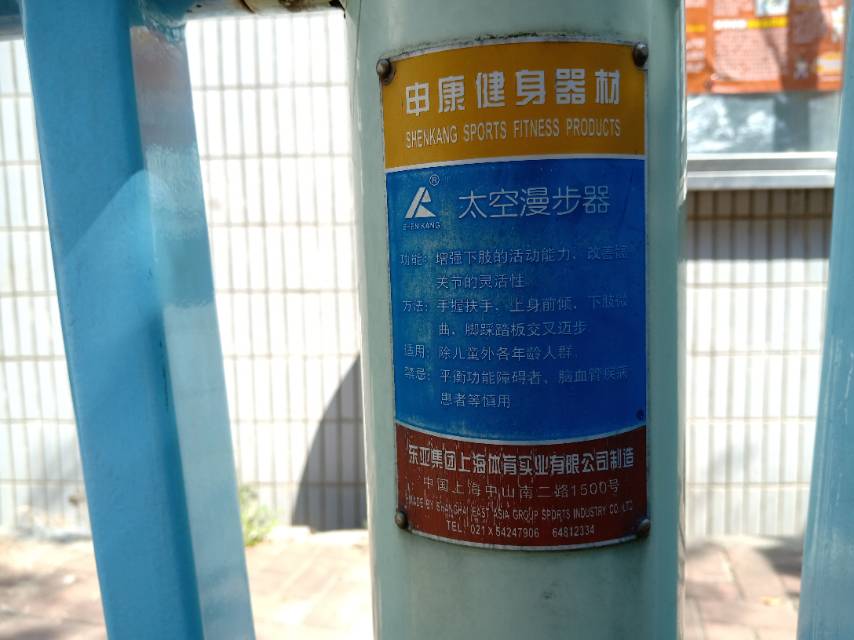 申康健身器材
SHENKANG SPORTS FITNESS PRODUCTS
®
SHENKANG
太空漫步器
功能：增强下肢的活动能力、改善髋
关节的灵活性
方法：手握扶手、上身前倾、下肢微
曲、脚踩踏板交叉迈步
适用：除儿童外各年龄人群
禁忌：平衡功能障碍者、脑血管疾病
患者等慎用
东亚集团上海体育实业有限公司制造
中国上海中山南二路1500号
MADE BY SHANGHAI EAST ASIA GROUP SPORTS INDUSTRY CO. LTD
TEL: 021X54247906 64812334